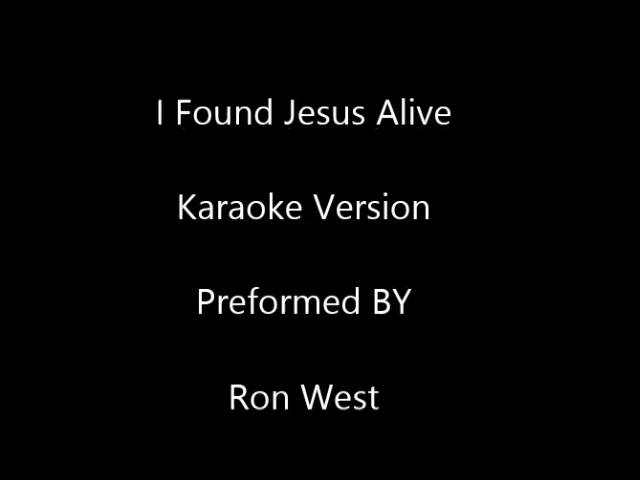 I Found Jesus Alive
Karaoke Version
Preformed BY
Ron West